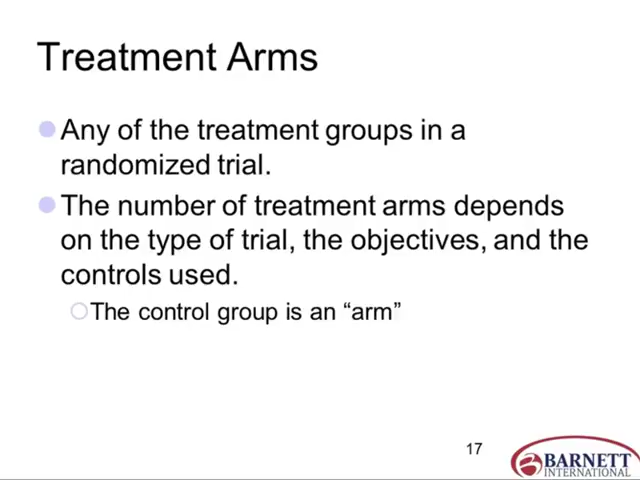 Treatment Arms
Any of the treatment groups in a
randomized trial.
The number of treatment arms depends
on the type of trial, the objectives, and the
controls used.
The control group is an “arm”
17
BARNETT
INTERNATIONAL